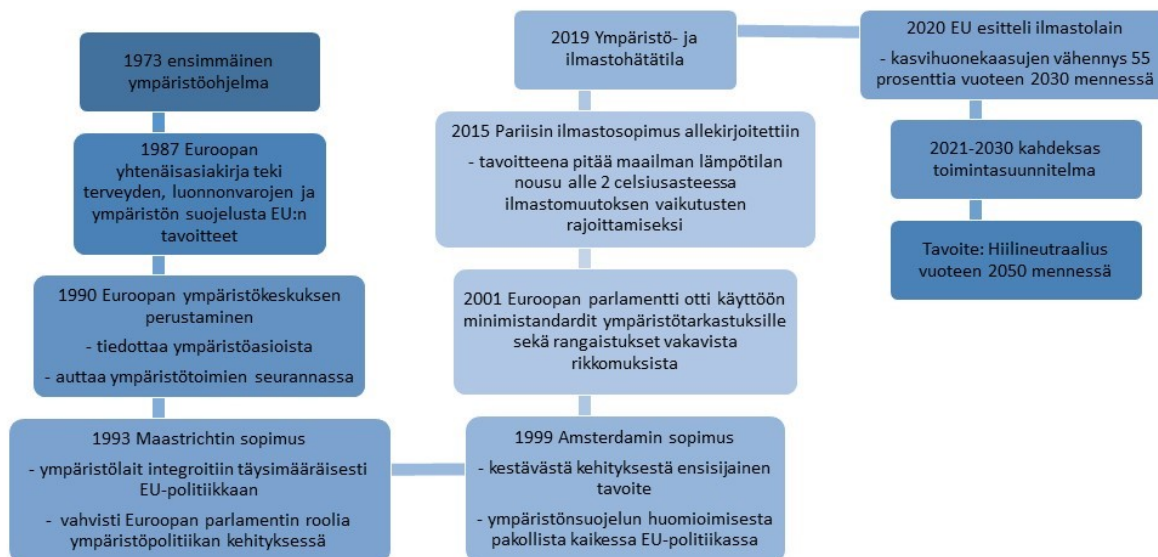 1973 ensimmäinen
ympäristöohjelma
1987 Euroopan
yhtenäisasiakirja teki
terveyden, luonnonvarojen ja
ympäristön suojelusta EU:n
tavoitteet
1990 Euroopan ympäristökeskuksen
perustaminen
- tiedottaa ympäristöasioista
- auttaa ympäristötoimien seurannassa
1993 Maastrichtin sopimus
- ympäristölait integroitiin täysimääräisesti
EU-politiikkaan
- vahvisti Euroopan parlamentin roolia
ympäristöpolitiikan kehityksessä
1999 Amsterdamin sopimus
- kestävästä kehityksestä ensisijainen
tavoite
- ympäristönsuojelun huomioimisesta
pakollista kaikessa EU-politiikassa
2001 Euroopan parlamentti otti käyttöön
minimistandardit ympäristötarkastuksille
sekä rangaistukset vakavista
rikkomuksista
2015 Pariisin ilmastosopimus allekirjoitettiin
- tavoitteena pitää maailman lämpötilan
nousu alle 2 celsiusasteessa
ilmastomuutoksen vaikutusten
rajoittamiseksi
2019 Ympäristö- ja
ilmastohätätila
2020 EU esitteli ilmastolain
- kasvihuonekaasujen vähennys 55
prosenttia vuoteen 2030 mennessä
2021-2030 kahdeksas
toimintasuunnitelma
Tavoite: Hiilineutraalius
vuoteen 2050 mennessä